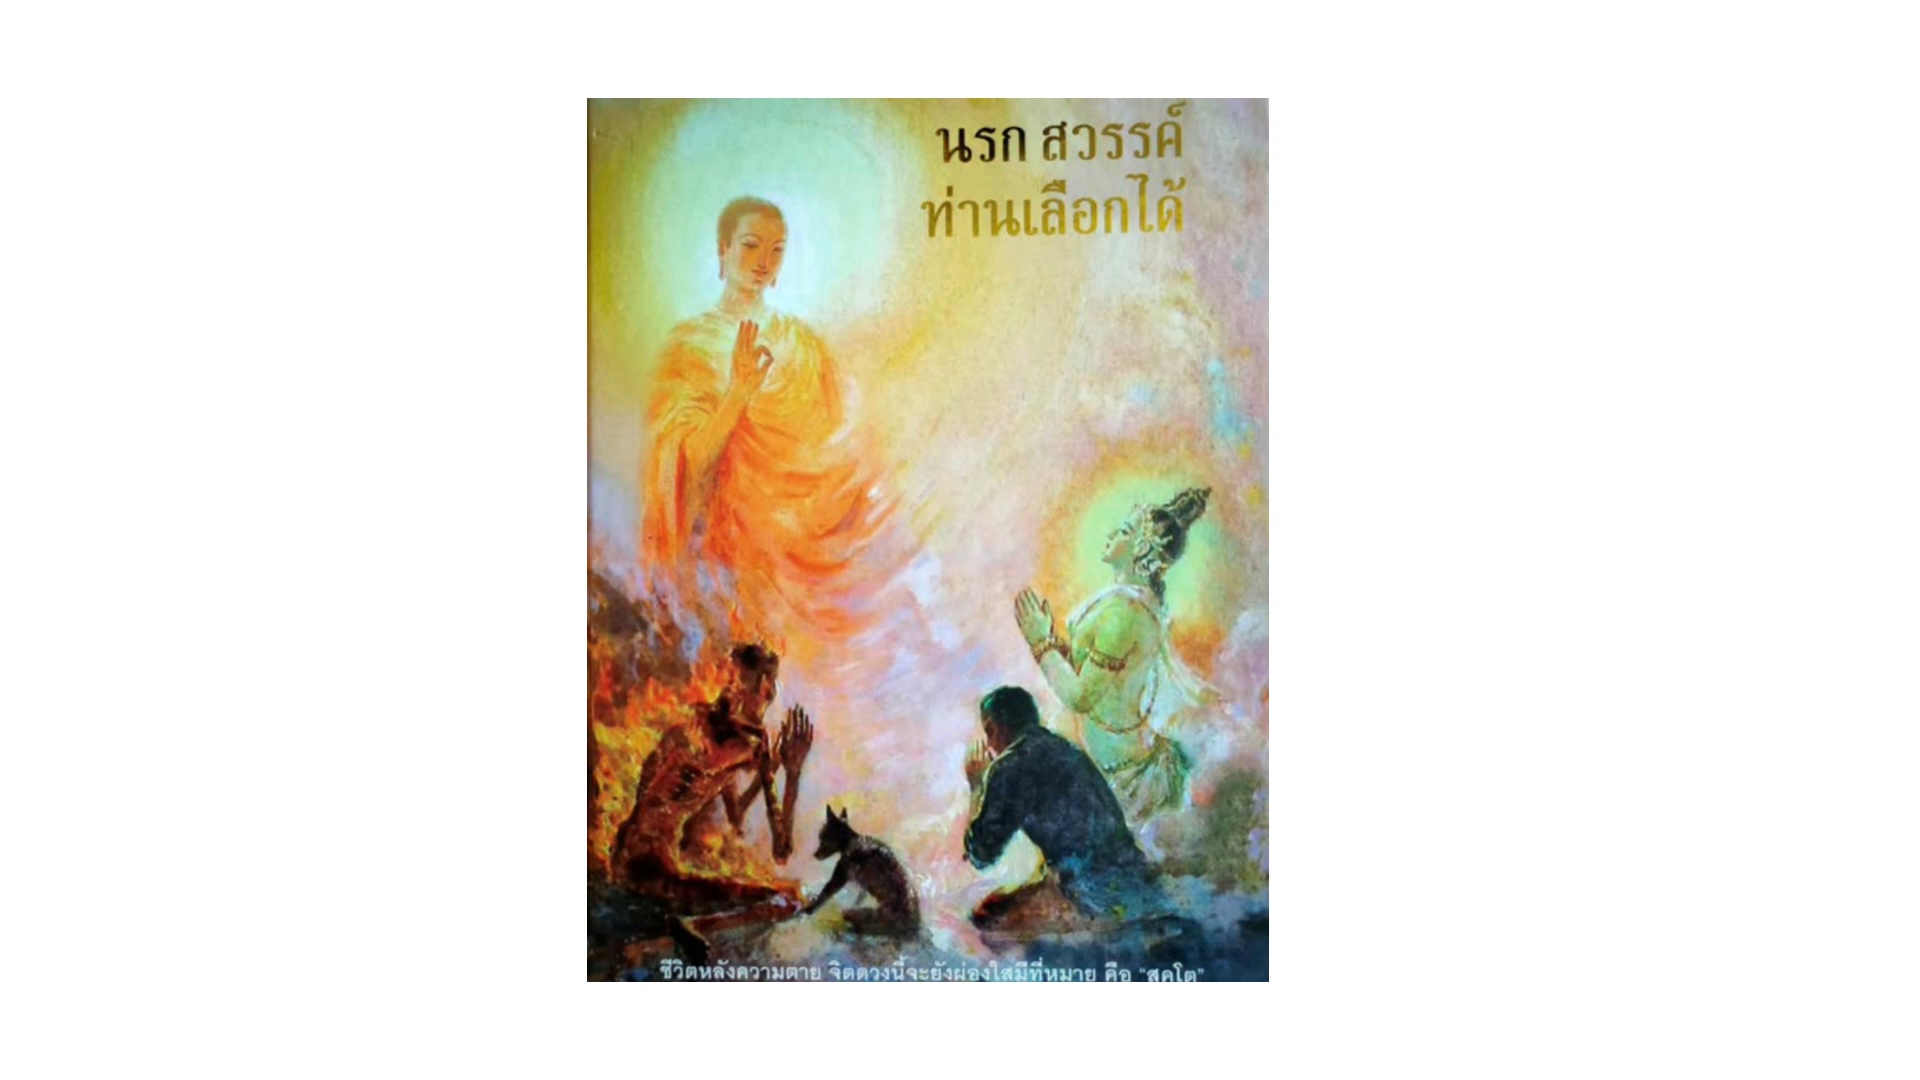 นรก สวรรค์
ท่านเลือกได้
ชีวิตหลังความตาย จิตดวงนี้จะยังผ่องใสมีที่หมาย คือ “สุคโต”